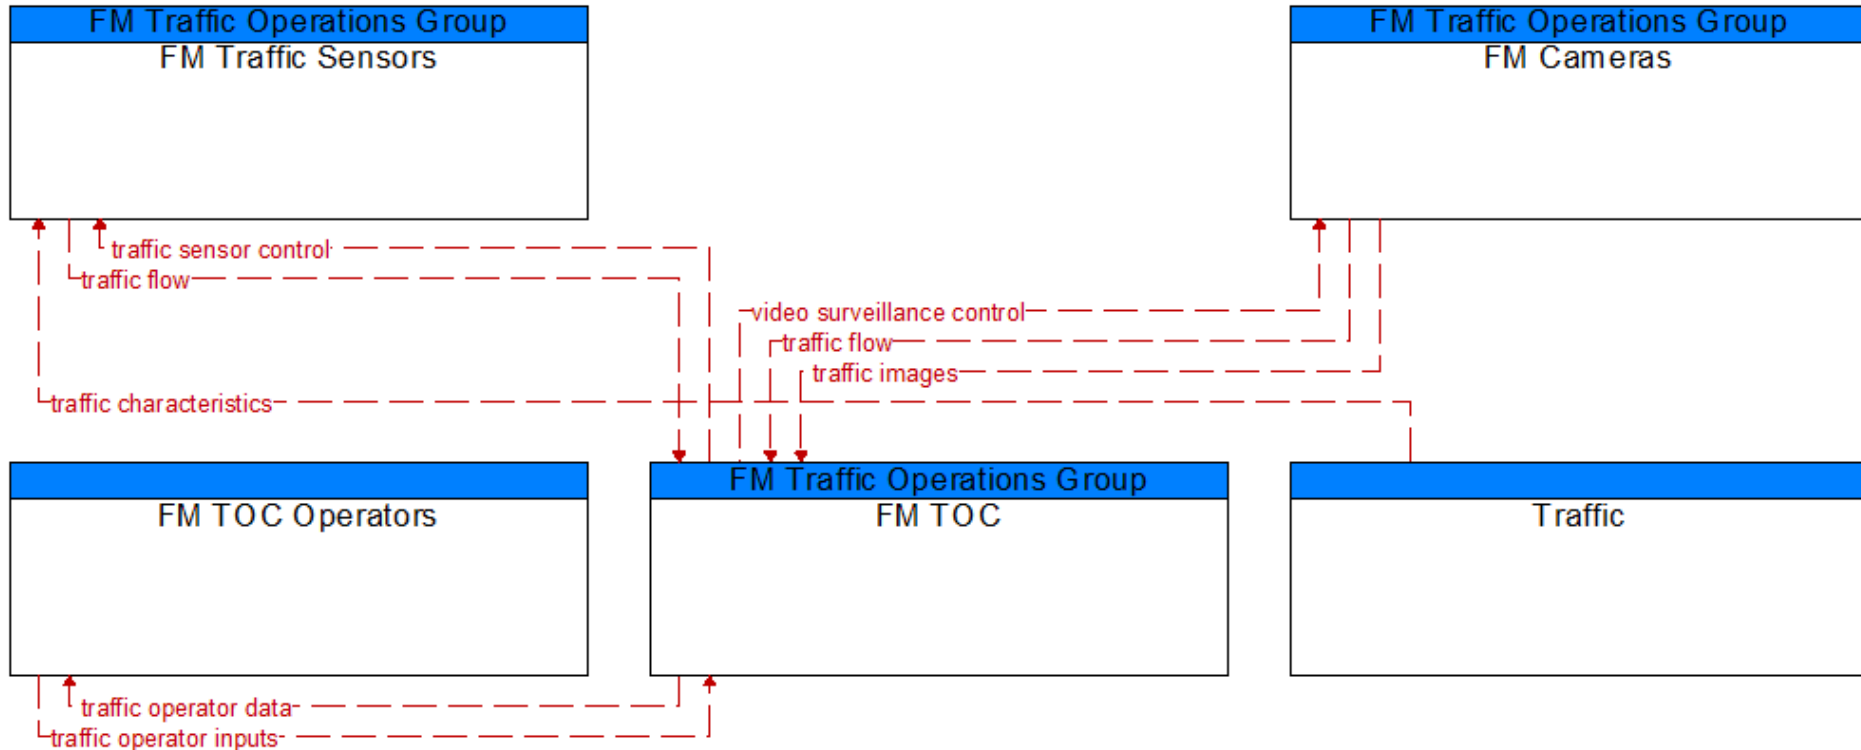 FM Traffic Operations Group
FM Traffic Sensors
FM Traffic Operations Group
FM Cameras
traffic sensor control
traffic flow
video surveillance control
traffic flow
traffic images
traffic characteristics
FM TOC Operators
FM Traffic Operations Group
FM TOC
Traffic
traffic operator data
traffic operator inputs